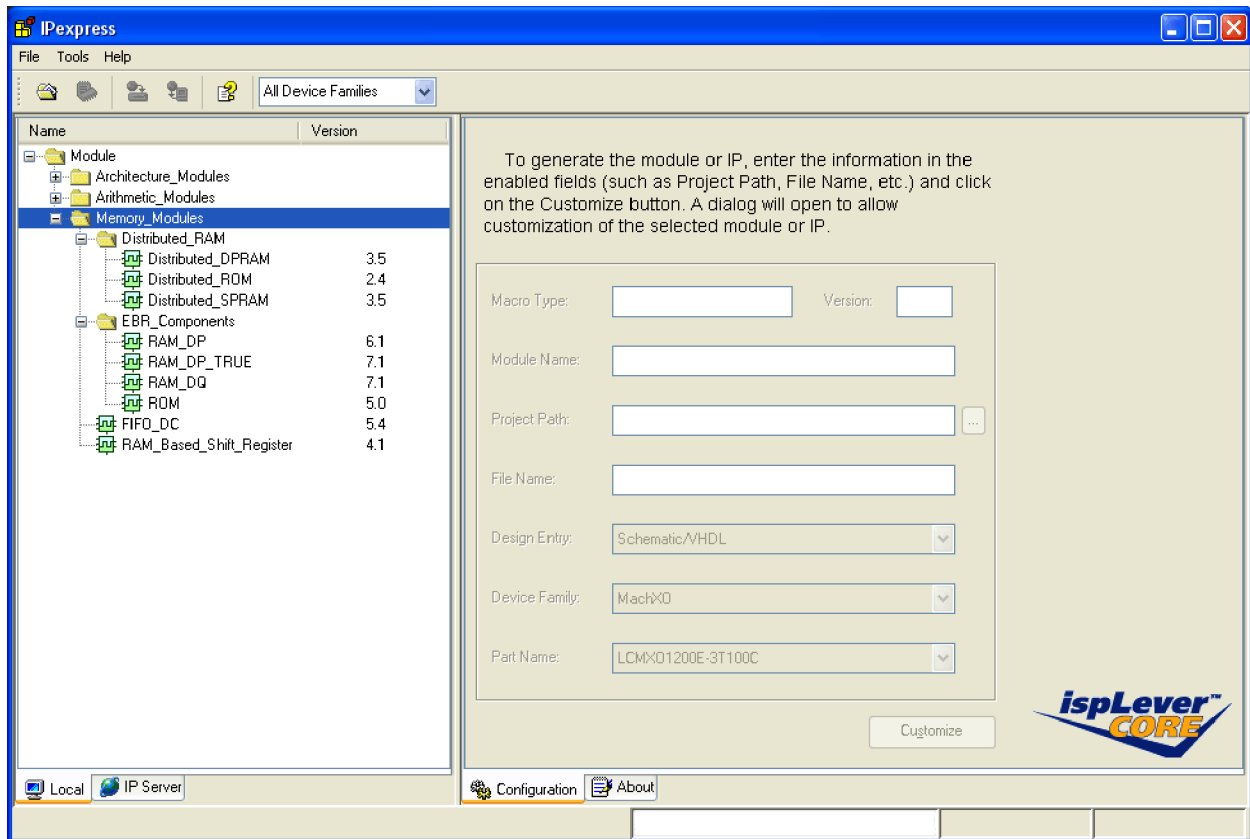 IPexpress
File Tools Help
All Device Families
Name Version
Module
Architecture_Modules
Arithmetic_Modules
Memory_Modules
Distributed_RAM
Distributed_DPRAM 3.5
Distributed_ROM 2.4
Distributed_SPRAM 3.5
EBR_Components
RAM_DP 6.1
RAM_DP_TRUE 7.1
RAM_DQ 7.1
ROM 5.0
FIFO_DC 5.4
RAM_Based_Shift_Register 4.1
Local IP Server
To generate the module or IP, enter the information in the
enabled fields (such as Project Path, File Name, etc.) and click
on the Customize button. A dialog will open to allow
customization of the selected module or IP.
Macro Type: Version:
Module Name:
Project Path: ...
File Name:
Design Entry: Schematic/VHDL
Device Family: MachXO
Part Name: LCMXO1200E-3T100C
Customize
ispLever™
CORE
Configuration About